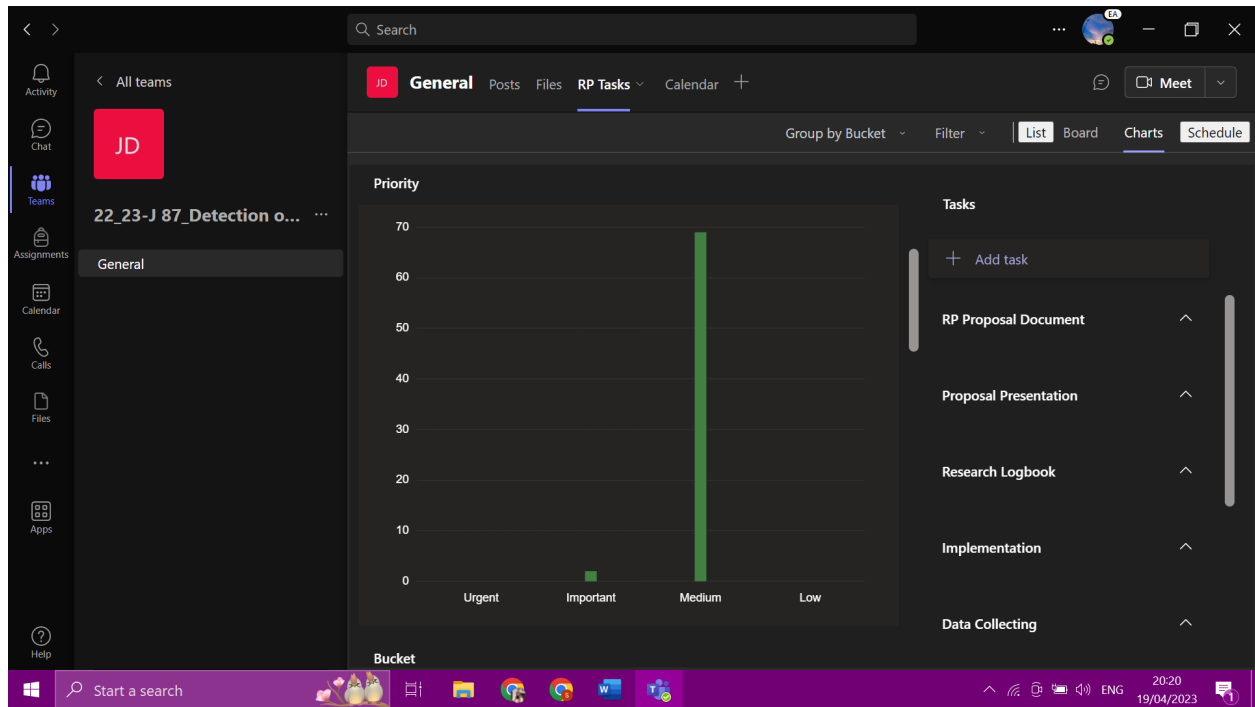 Search
EA
Activity
Chat
Teams
Assignments
Calendar
Calls
Files
Apps
Help
All teams
JD
22_23-J 87_Detection o...
General
JD General Posts Files RP Tasks Calendar
Meet
Group by Bucket Filter List Board Charts Schedule
Priority
70
60
50
40
30
20
10
0
Urgent Important Medium Low
Bucket
Tasks
Add task
RP Proposal Document
Proposal Presentation
Research Logbook
Implementation
Data Collecting
Start a search
ENG
20:20
19/04/2023
1